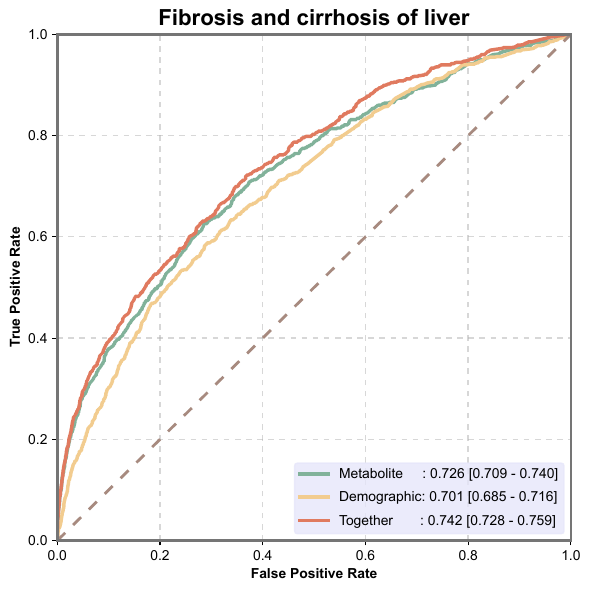 Fibrosis and cirrhosis of liver
1.0
0.8
0.6
0.4
0.2
0.0
True Positive Rate
Metabolite : 0.726 [0.709 - 0.740]
Demographic: 0.701 [0.685 - 0.716]
Together : 0.742 [0.728 - 0.759]
0.0 0.2 0.4 0.6 0.8 1.0
False Positive Rate